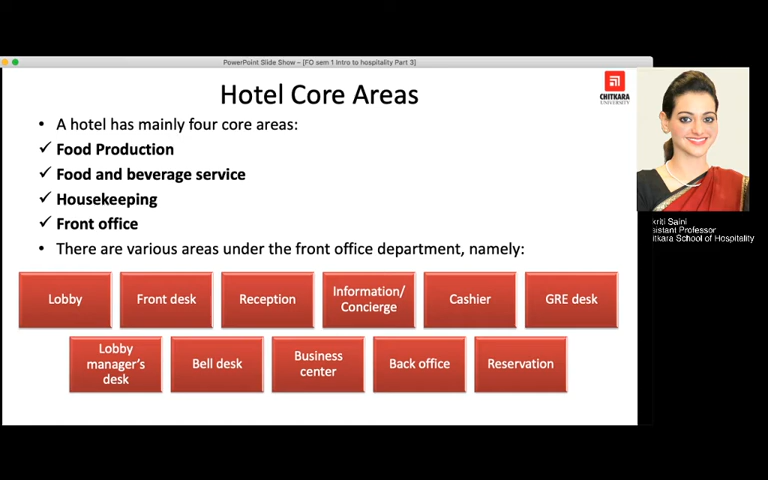 PowerPoint Slide Show – [FO sem 1 Intro to hospitality Part 3]
Hotel Core Areas
CHITKARA
UNIVERSITY
• A hotel has mainly four core areas:
✓ Food Production
✓ Food and beverage service
✓ Housekeeping
✓ Front office
• There are various areas under the front office department, namely:
Lobby
Front desk
Reception
Information/
Concierge
Cashier
GRE desk
Lobby
manager's
desk
Bell desk
Business
center
Back office
Reservation
kriti Saini
ssistant Professor
hitkara School of Hospitality